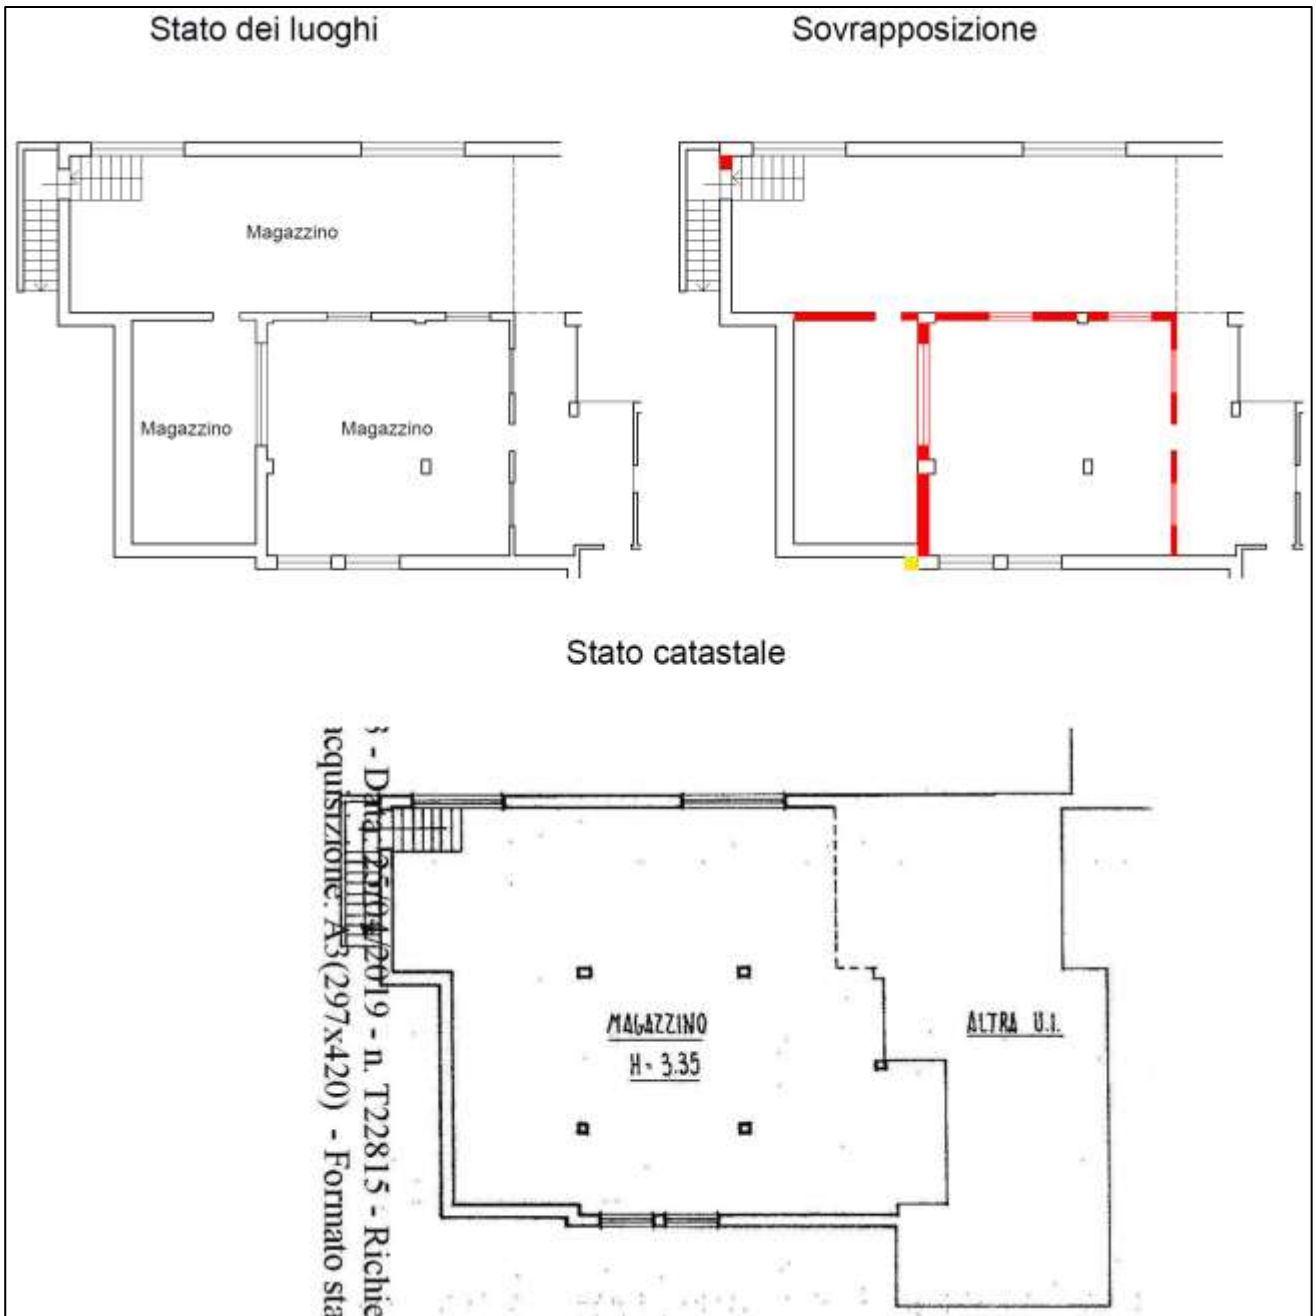 Stato dei luoghi
Sovrapposizione
Magazzino
Magazzino
Magazzino
Stato catastale
- Data: 25/04/2019 - n. T22815 - Richie
acquisizione: A3(297x420) - Formato sta
MAGAZZINO
H= 3.35
ALTRA U.I.